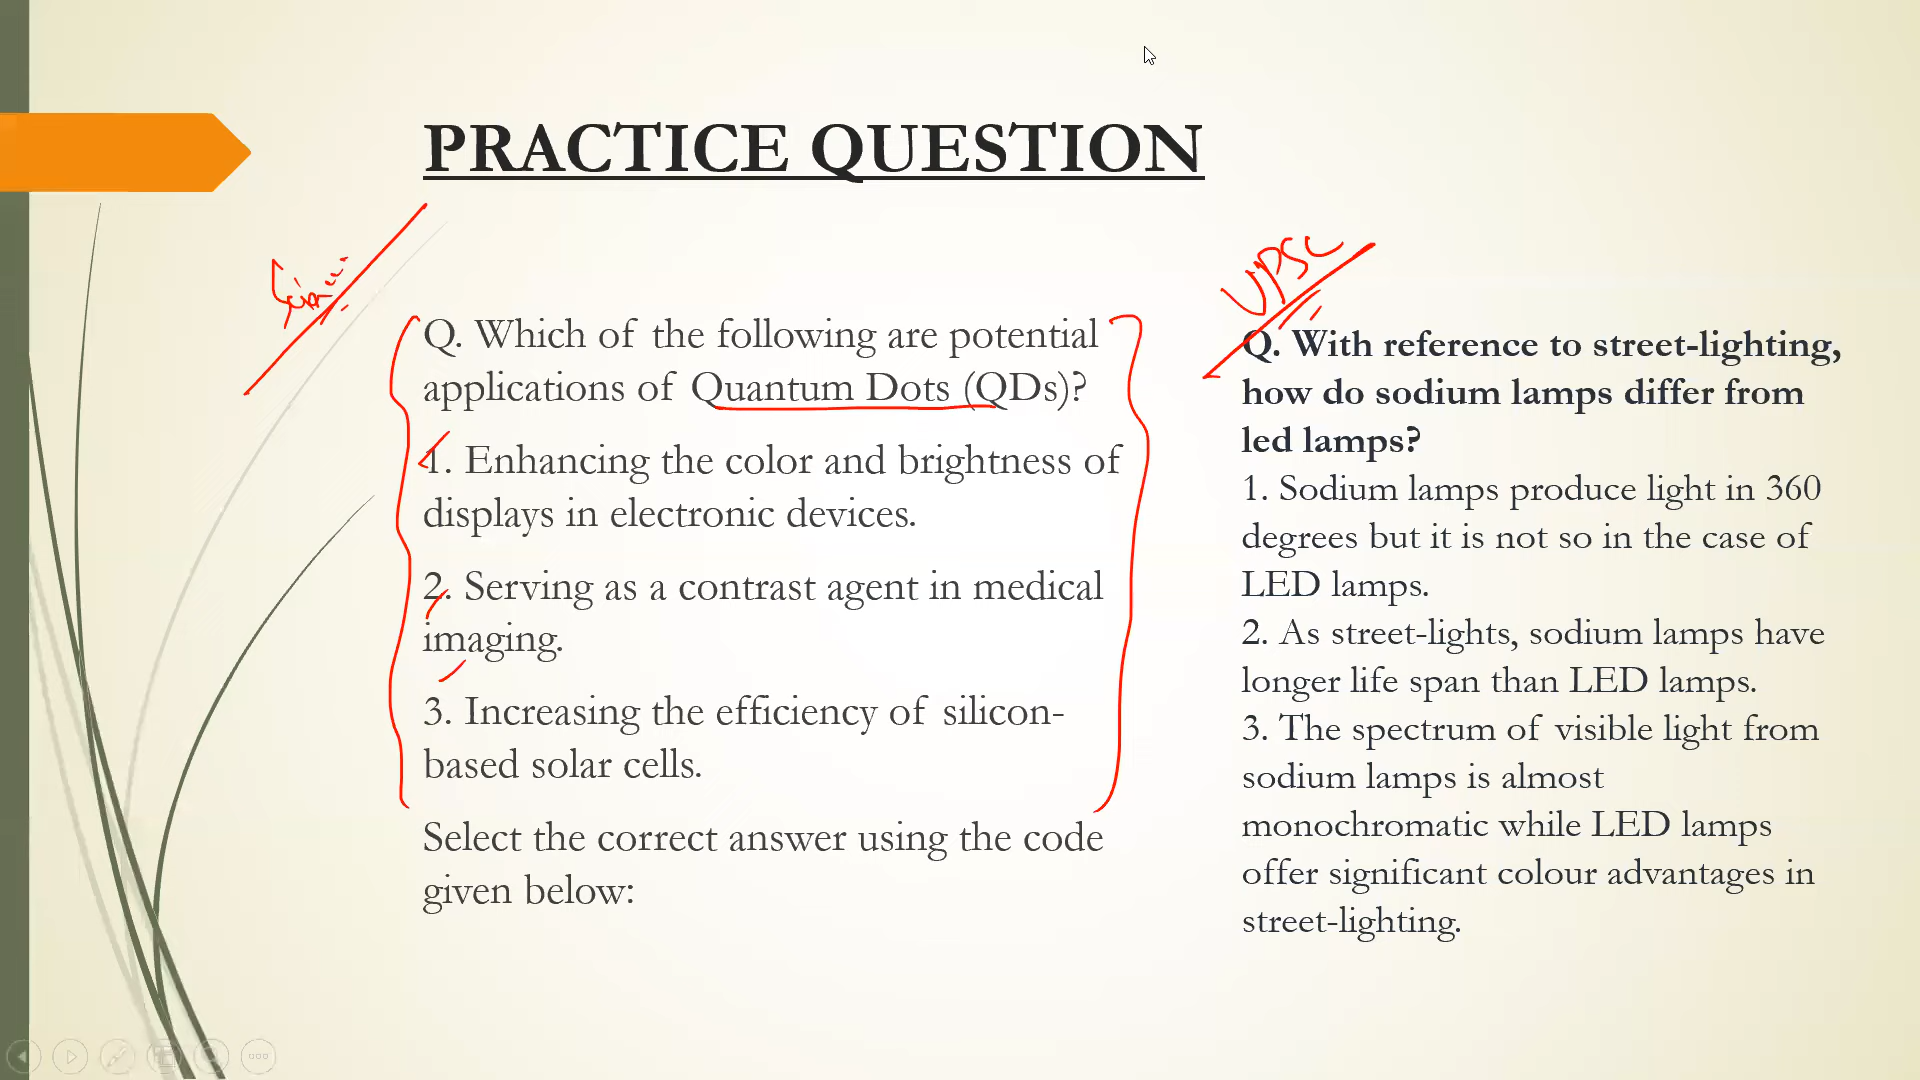 PRACTICE QUESTION
Q. Which of the following are potential
applications of Quantum Dots (QDs)?
1. Enhancing the color and brightness of
displays in electronic devices.
2. Serving as a contrast agent in medical
imaging.
3. Increasing the efficiency of silicon-
based solar cells.
Select the correct answer using the code
given below:
UPSC
Q. With reference to street-lighting,
how do sodium lamps differ from
led lamps?
1. Sodium lamps produce light in 360
degrees but it is not so in the case of
LED lamps.
2. As street-lights, sodium lamps have
longer life span than LED lamps.
3. The spectrum of visible light from
sodium lamps is almost
monochromatic while LED lamps
offer significant colour advantages in
street-lighting.